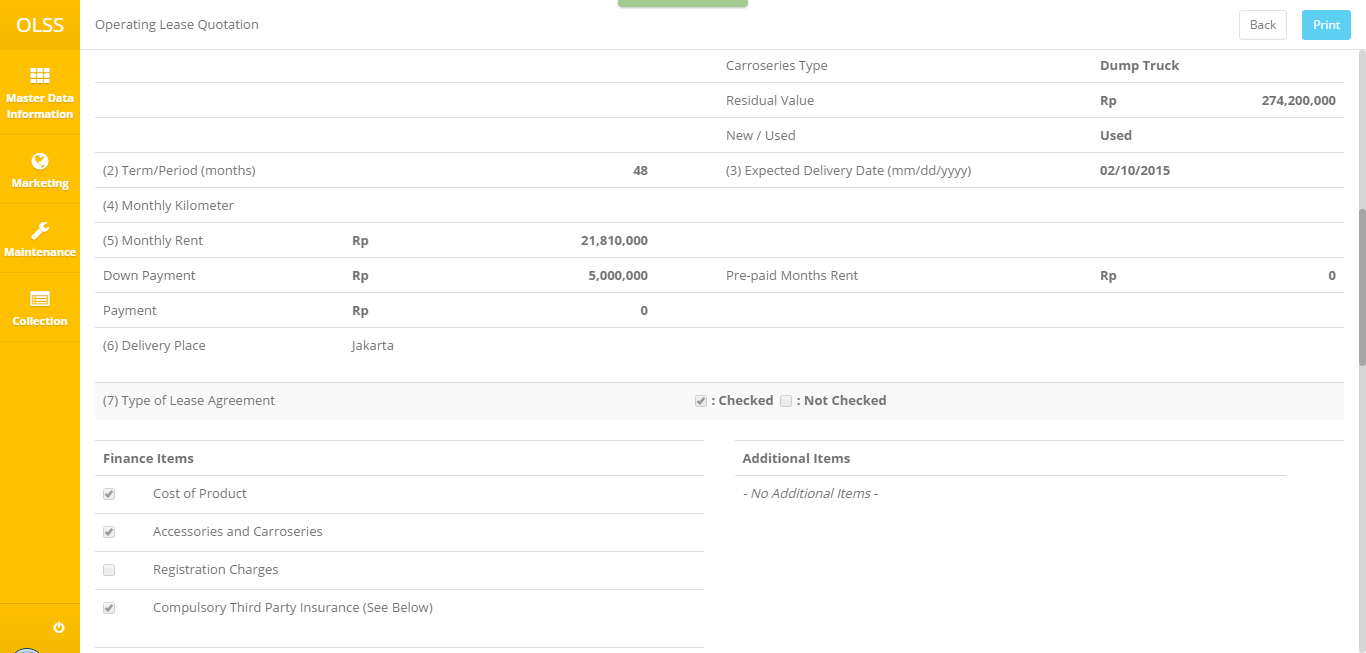 OLSS
Operating Lease Quotation
Back
Print
Master Data
Information
Marketing
Maintenance
Collection
Carroseries Type Dump Truck
Residual Value Rp 274,200,000
New / Used Used
(2) Term/Period (months) 48 (3) Expected Delivery Date (mm/dd/yyyy) 02/10/2015
(4) Monthly Kilometer
(5) Monthly Rent Rp 21,810,000
Down Payment Rp 5,000,000 Pre-paid Months Rent Rp 0
Payment Rp 0
(6) Delivery Place Jakarta
(7) Type of Lease Agreement : Checked : Not Checked
Finance Items
Cost of Product
Accessories and Carroseries
Registration Charges
Compulsory Third Party Insurance (See Below)
Additional Items
- No Additional Items -